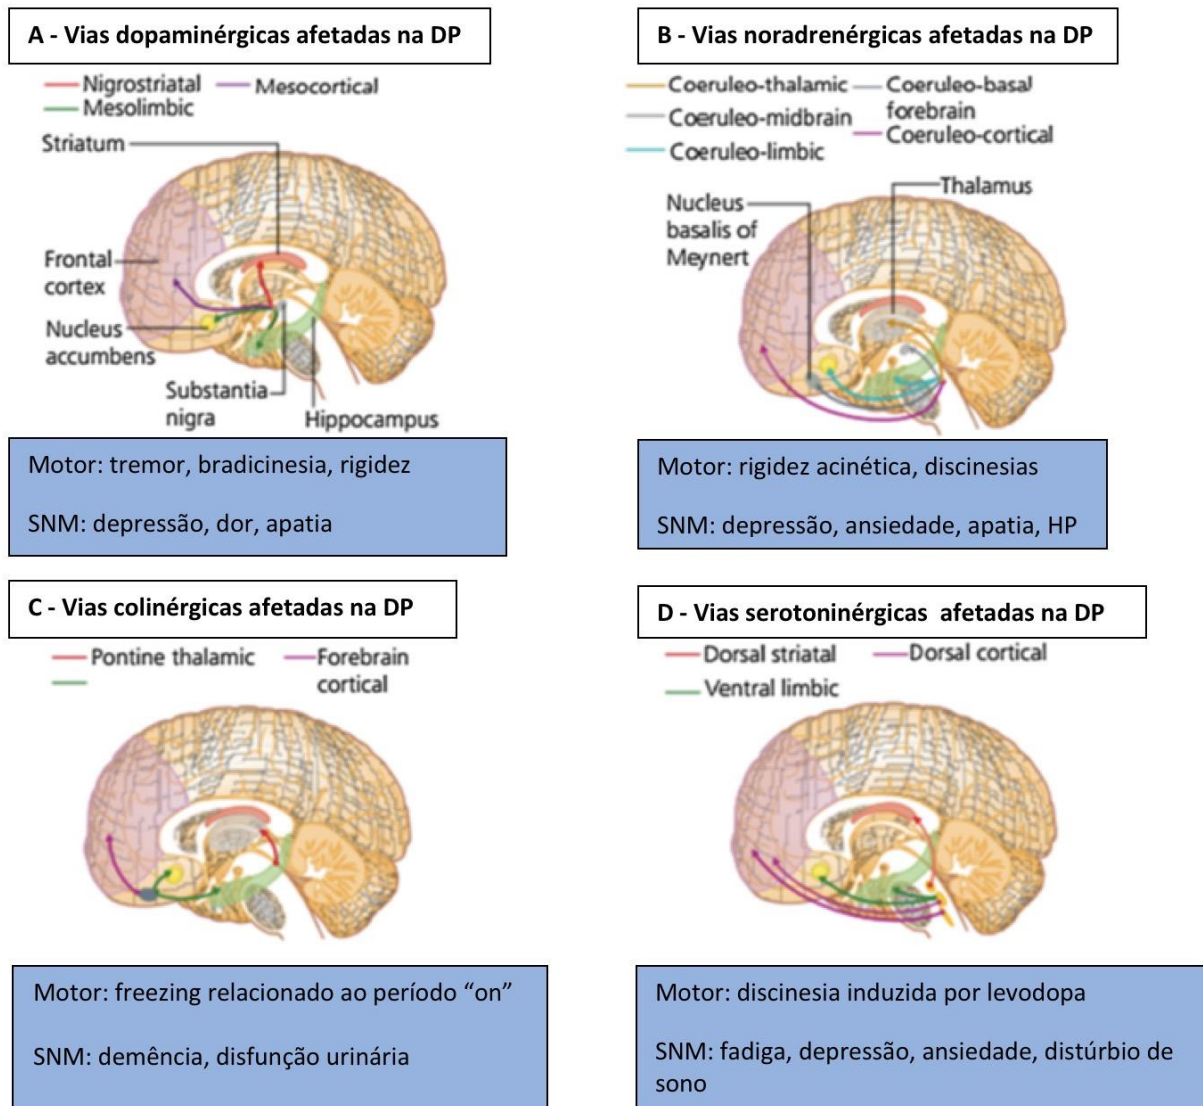 A - Vias dopaminérgicas afetadas na DP
Nigrostriatal
Mesocortical
Mesolimbic
Striatum
Frontal
cortex
Nucleus
accumbens
Substantia
nigra
Hippocampus
Motor: tremor, bradicinesia, rigidez
SNM: depressão, dor, apatia
B - Vias noradrenérgicas afetadas na DP
Coeruleo-thalamic
Coeruleo-basal
forebrain
Coeruleo-midbrain
Coeruleo-cortical
Coeruleo-limbic
Thalamus
Nucleus
basalis of
Meynert
Motor: rigidez acinética, discinesias
SNM: depressão, ansiedade, apatia, HP
C - Vias colinérgicas afetadas na DP
Pontine thalamic
Forebrain
cortical
Motor: freezing relacionado ao período “on”
SNM: demência, disfunção urinária
D - Vias serotoninérgicas afetadas na DP
Dorsal striatal
Dorsal cortical
Ventral limbic
Motor: discinesia induzida por levodopa
SNM: fadiga, depressão, ansiedade, distúrbio de
sono